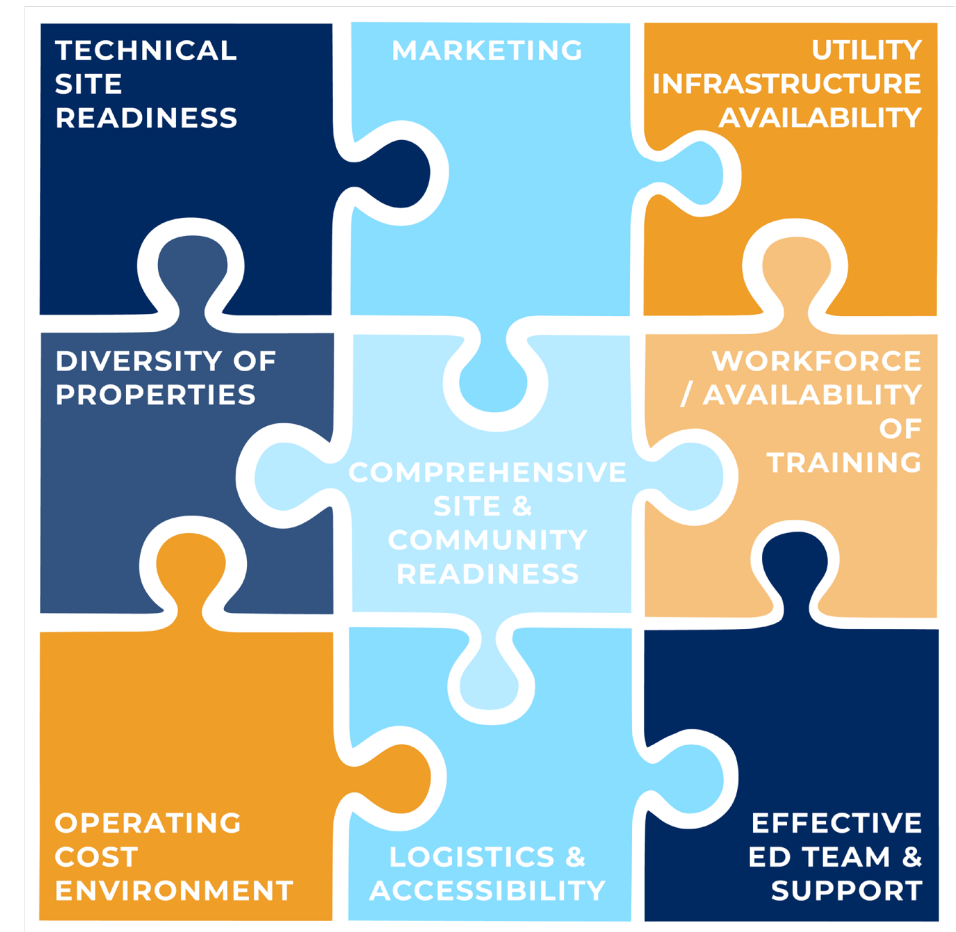 TECHNICAL
SITE
READINESS
MARKETING
UTILITY
INFRASTRUCTURE
AVAILABILITY
DIVERSITY OF
PROPERTIES
COMPREHENSIVE
SITE &
COMMUNITY
READINESS
WORKFORCE
/ AVAILABILITY
OF
TRAINING
OPERATING
COST
ENVIRONMENT
LOGISTICS &
ACCESSIBILITY
EFFECTIVE
ED TEAM &
SUPPORT